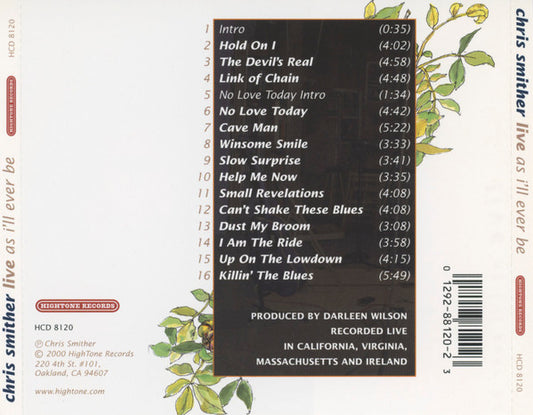 chris smither live as i'll ever be
HIGHTONE RECORDS
HCD 8120
1 Intro (0:35)
2 Hold On I (4:02)
3 The Devil's Real (4:58)
4 Link of Chain (4:48)
5 No Love Today Intro (1:34)
6 No Love Today (4:42)
7 Cave Man (5:22)
8 Winsome Smile (3:33)
9 Slow Surprise (3:41)
10 Help Me Now (3:35)
11 Small Revelations (4:08)
12 Can't Shake These Blues (4:08)
13 Dust My Broom (3:08)
14 I Am The Ride (3:58)
15 Up On The Lowdown (4:15)
16 Killin' The Blues (5:49)
PRODUCED BY DARLEEN WILSON
RECORDED LIVE
IN CALIFORNIA, VIRGINIA,
MASSACHUSETTS AND IRELAND
HIGHTONE RECORDS
HCD 8120
℗ Chris Smither
© 2000 HighTone Records
220 4th St. #101,
Oakland, CA 94607
www.hightone.com
0 12928-8120-2 3
chris smither live as i'll ever be
HIGHTONE RECORDS
HCD 8120